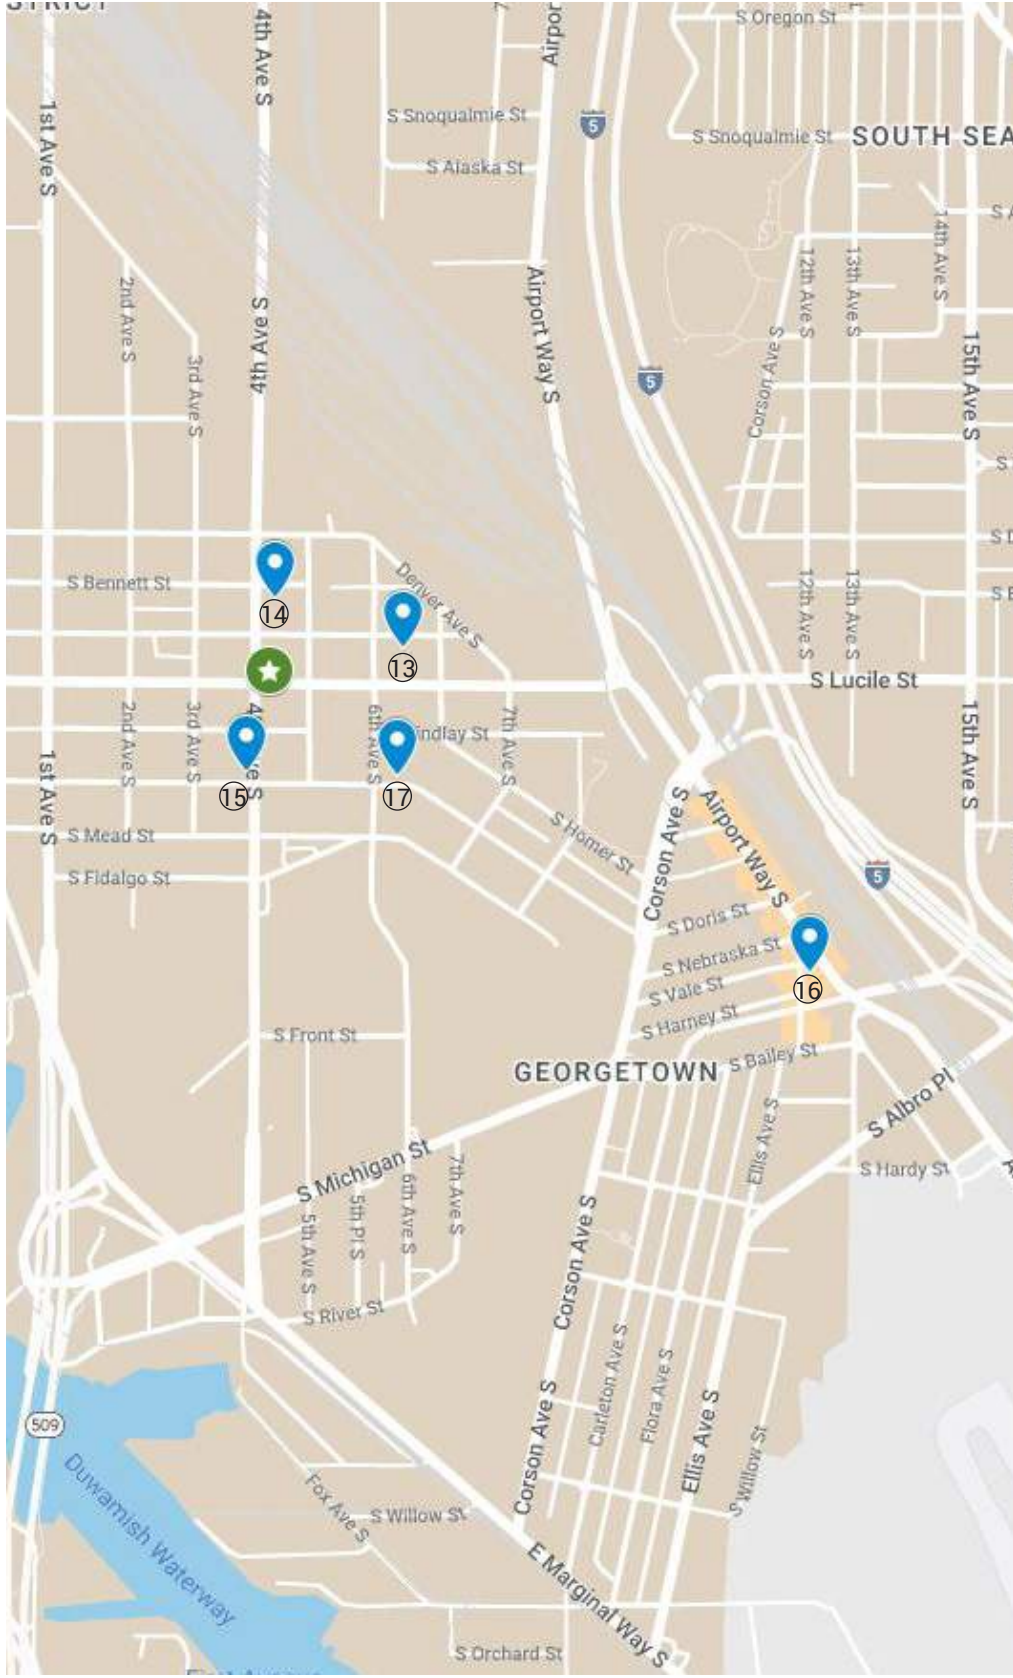 STRICT
4th Ave S
Airpor
S Oregon St
1st Ave S
S Snoqualmie St
5
S Snoqualmie St
SOUTH SEA
S Alaska St
14th Ave S
S A
2nd Ave S
4th Ave S
Airport Way S
12th Ave S
13th Ave S
3rd Ave S
Corson Ave S
15th Ave S
5
S
S D
S Bennett St
Denver Ave S
12th Ave S
13th Ave S
S E
14
13
S Lucile St
2nd Ave S
3rd Ave S
6th Ave S
ndlay St
7th Ave S
15th Ave S
1st Ave S
15
17
S Mead St
S Homer St
Corson Ave S
Airport Way S
S Fidalgo St
5
S Doris St
S Nebraska St
S Vale St
16
S Harney St
S Front St
GEORGETOWN
S Bailey St
S Albro Pl
Ellis Ave S
S Michigan St
S Hardy St
5th Ave S
5th Pl S
6th Ave S
7th Ave S
Corson Ave S
S River St
Carleton Ave S
Flora Ave S
Ellis Ave S
Corson Ave S
509
Duwamish Waterway
Fox Ave S
S Willow St
S Willow St
E Marginal Way S
S Orchard St